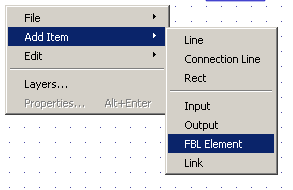 File
Add Item
Edit
Layers...
Properties... Alt+Enter
Line
Connection Line
Rect
Input
Output
FBL Element
Link